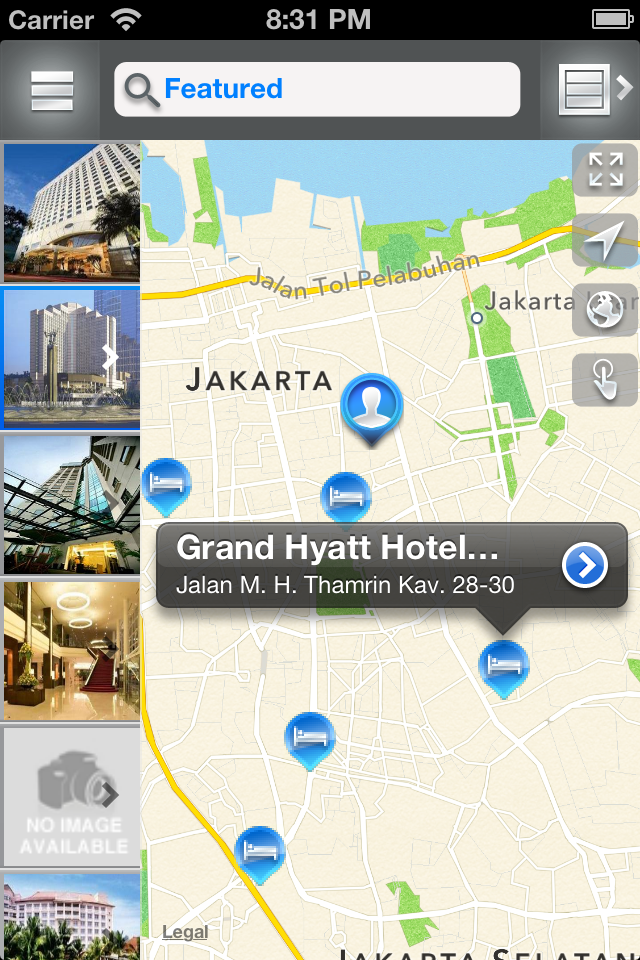 Carrier 8:31 PM
Featured
Jalan Tol Pelabuhan
Jakarta
JAKARTA
Grand Hyatt Hotel...
Jalan M. H. Thamrin Kav. 28-30
NO IMAGE
AVAILABLE
Legal
JAKARTA SELATAN